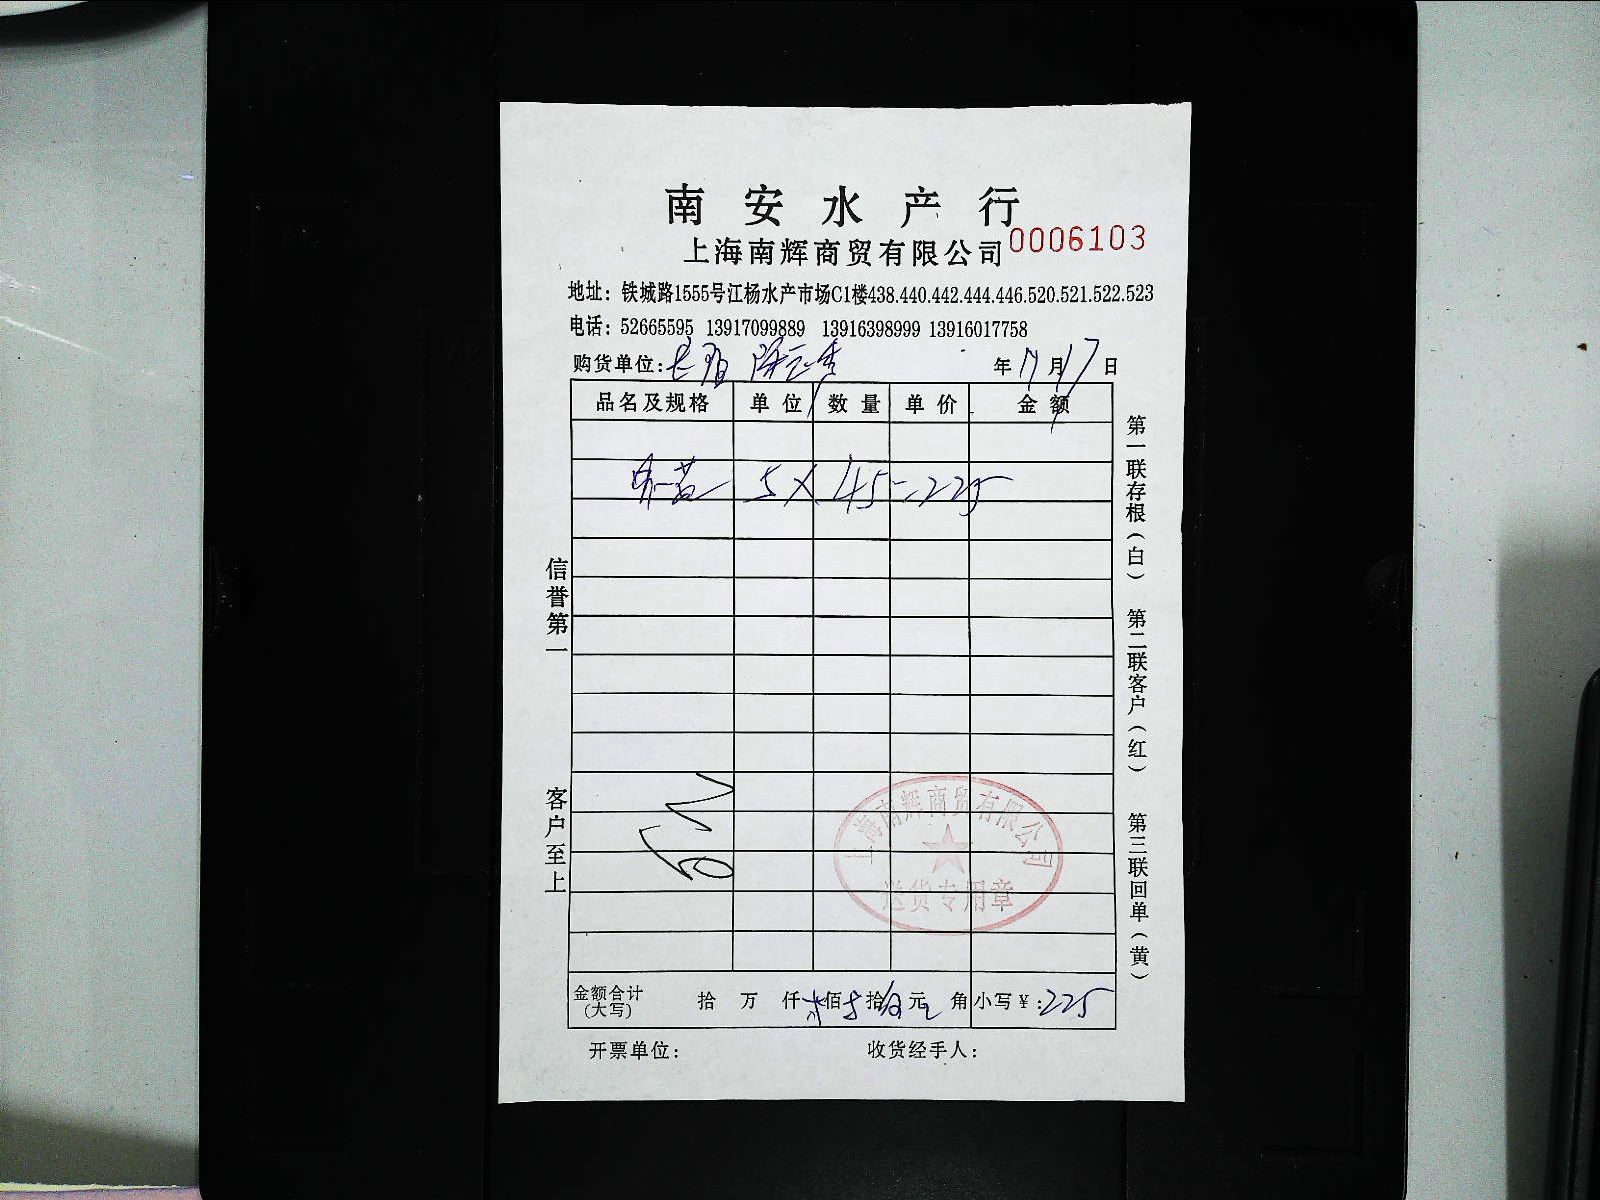 南安水产行
上海南辉商贸有限公司 0006103
地址：铁城路1555号江杨水产市场C1楼438.440.442.444.446.520.521.522.523
电话：52665595 13917099889 13916398999 13916017758
购货单位： 年 月17日
品名及规格 单位 数量 单价 金额
5 X 45 = 225
信誉第一
客户至上
第一联存根（白） 第二联客户（红） 第三联回单（黄）
上海南辉商贸有限公司
送货专用章
金额合计（大写） 拾 万 仟 佰 拾 元 角 小写￥：225
开票单位： 收货经手人：